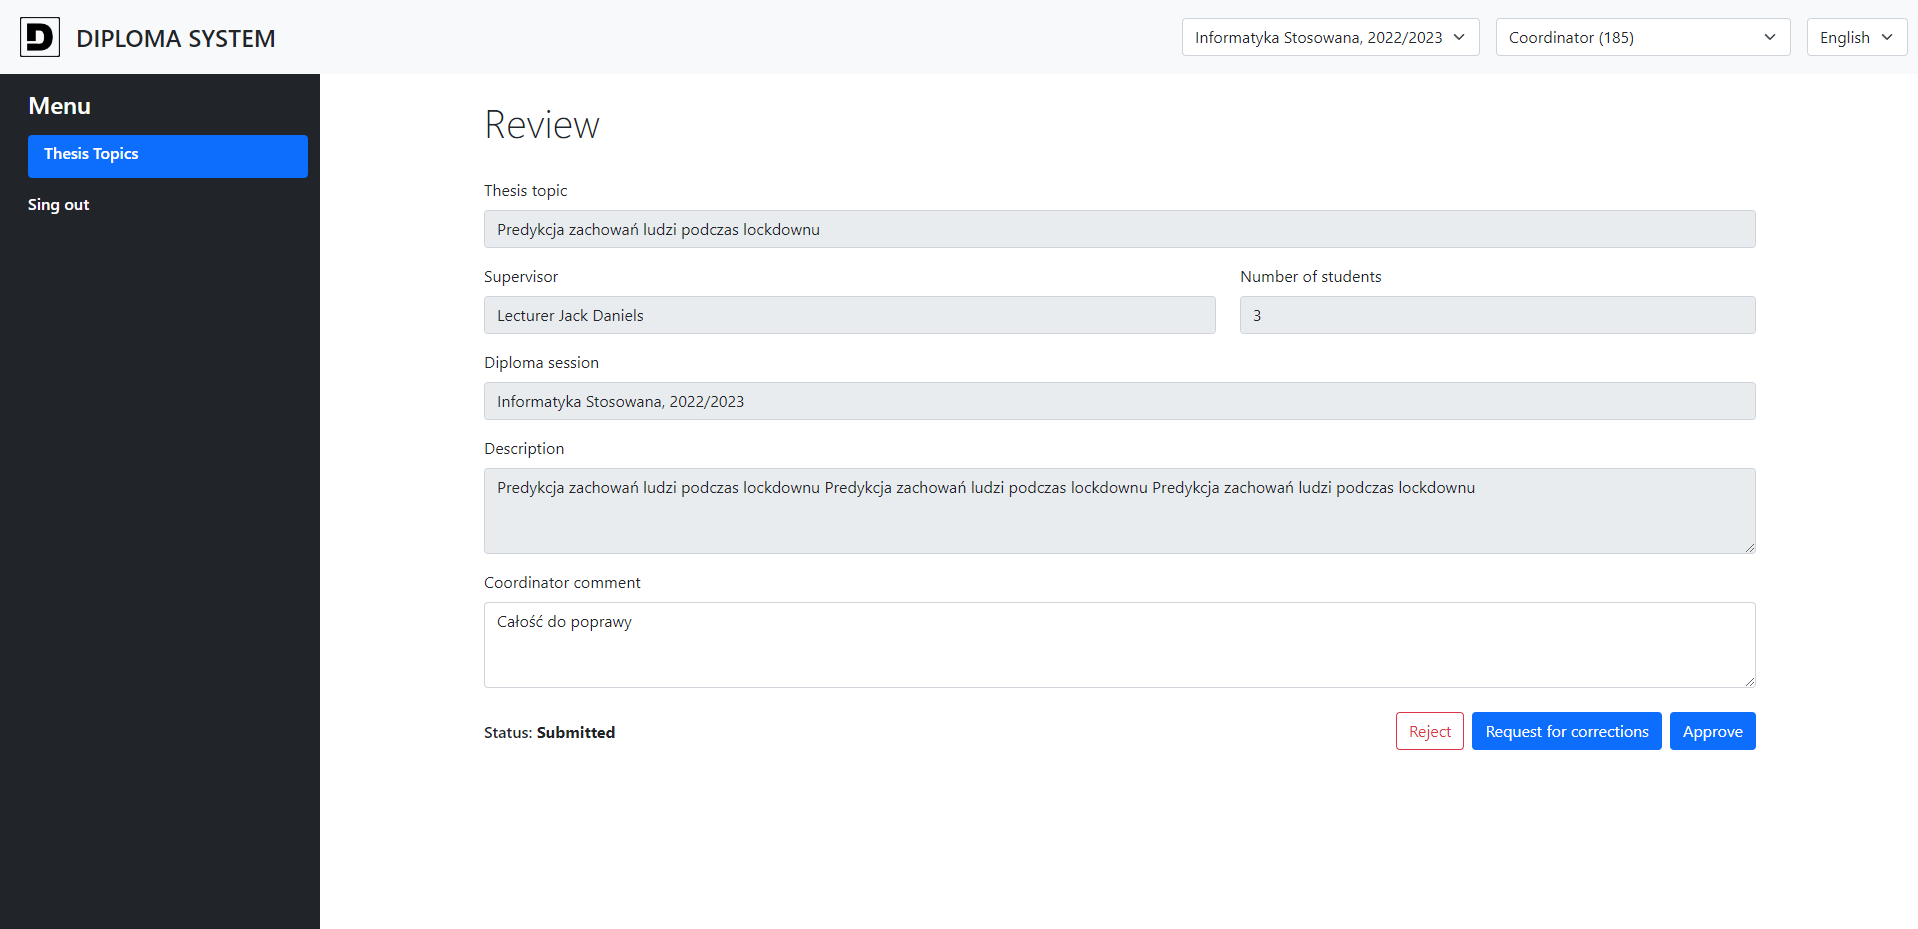 D DIPLOMA SYSTEM
Informatyka Stosowana, 2022/2023
Coordinator (185)
English
Menu
Thesis Topics
Sing out
Review
Thesis topic
Predykcja zachowań ludzi podczas lockdownu
Supervisor
Number of students
Lecturer Jack Daniels
3
Diploma session
Informatyka Stosowana, 2022/2023
Description
Predykcja zachowań ludzi podczas lockdownu Predykcja zachowań ludzi podczas lockdownu Predykcja zachowań ludzi podczas lockdownu
Coordinator comment
Całość do poprawy
Status: Submitted
Reject
Request for corrections
Approve